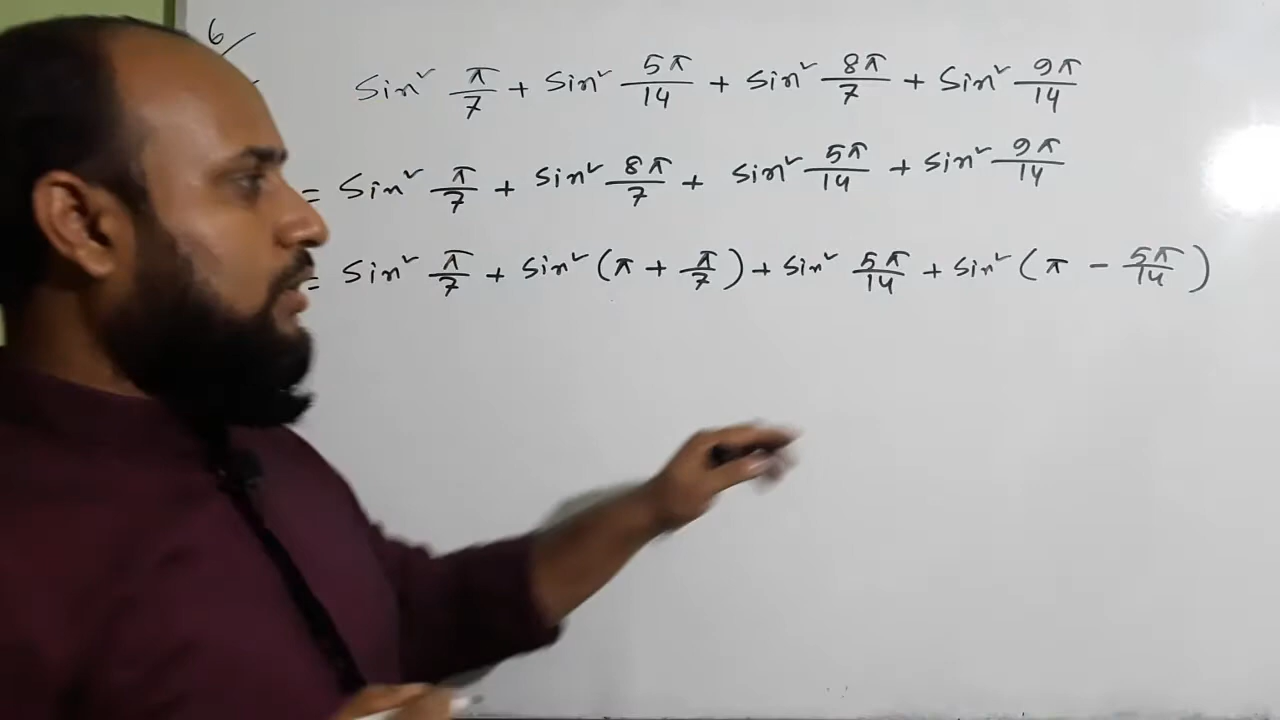 6/
Sin² π/7 + Sin² 5π/14 + Sin² 8π/7 + Sin² 9π/14
= Sin² π/7 + Sin² 8π/7 + Sin² 5π/14 + Sin² 9π/14
= Sin² π/7 + Sin² (π + π/7) + Sin² 5π/14 + Sin² (π - 5π/14)